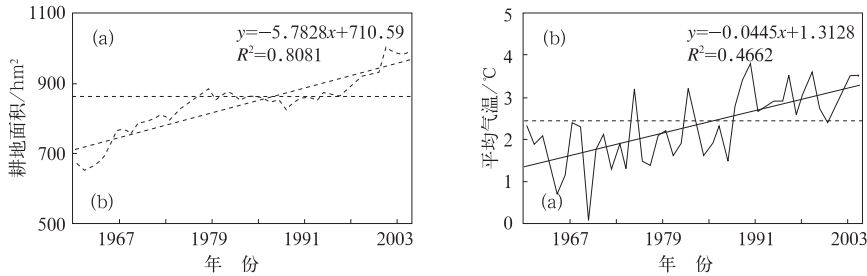 1100
900
700
500
耕地面积/hm²
(a)
y=−5.7828x+710.59
R²=0.8081
(b)
1967 1979 1991 2003
年 份
5
4
3
2
1
0
平均气温/℃
(b)
y=−0.0445x+1.3128
R²=0.4662
(a)
1967 1979 1991 2003
年 份